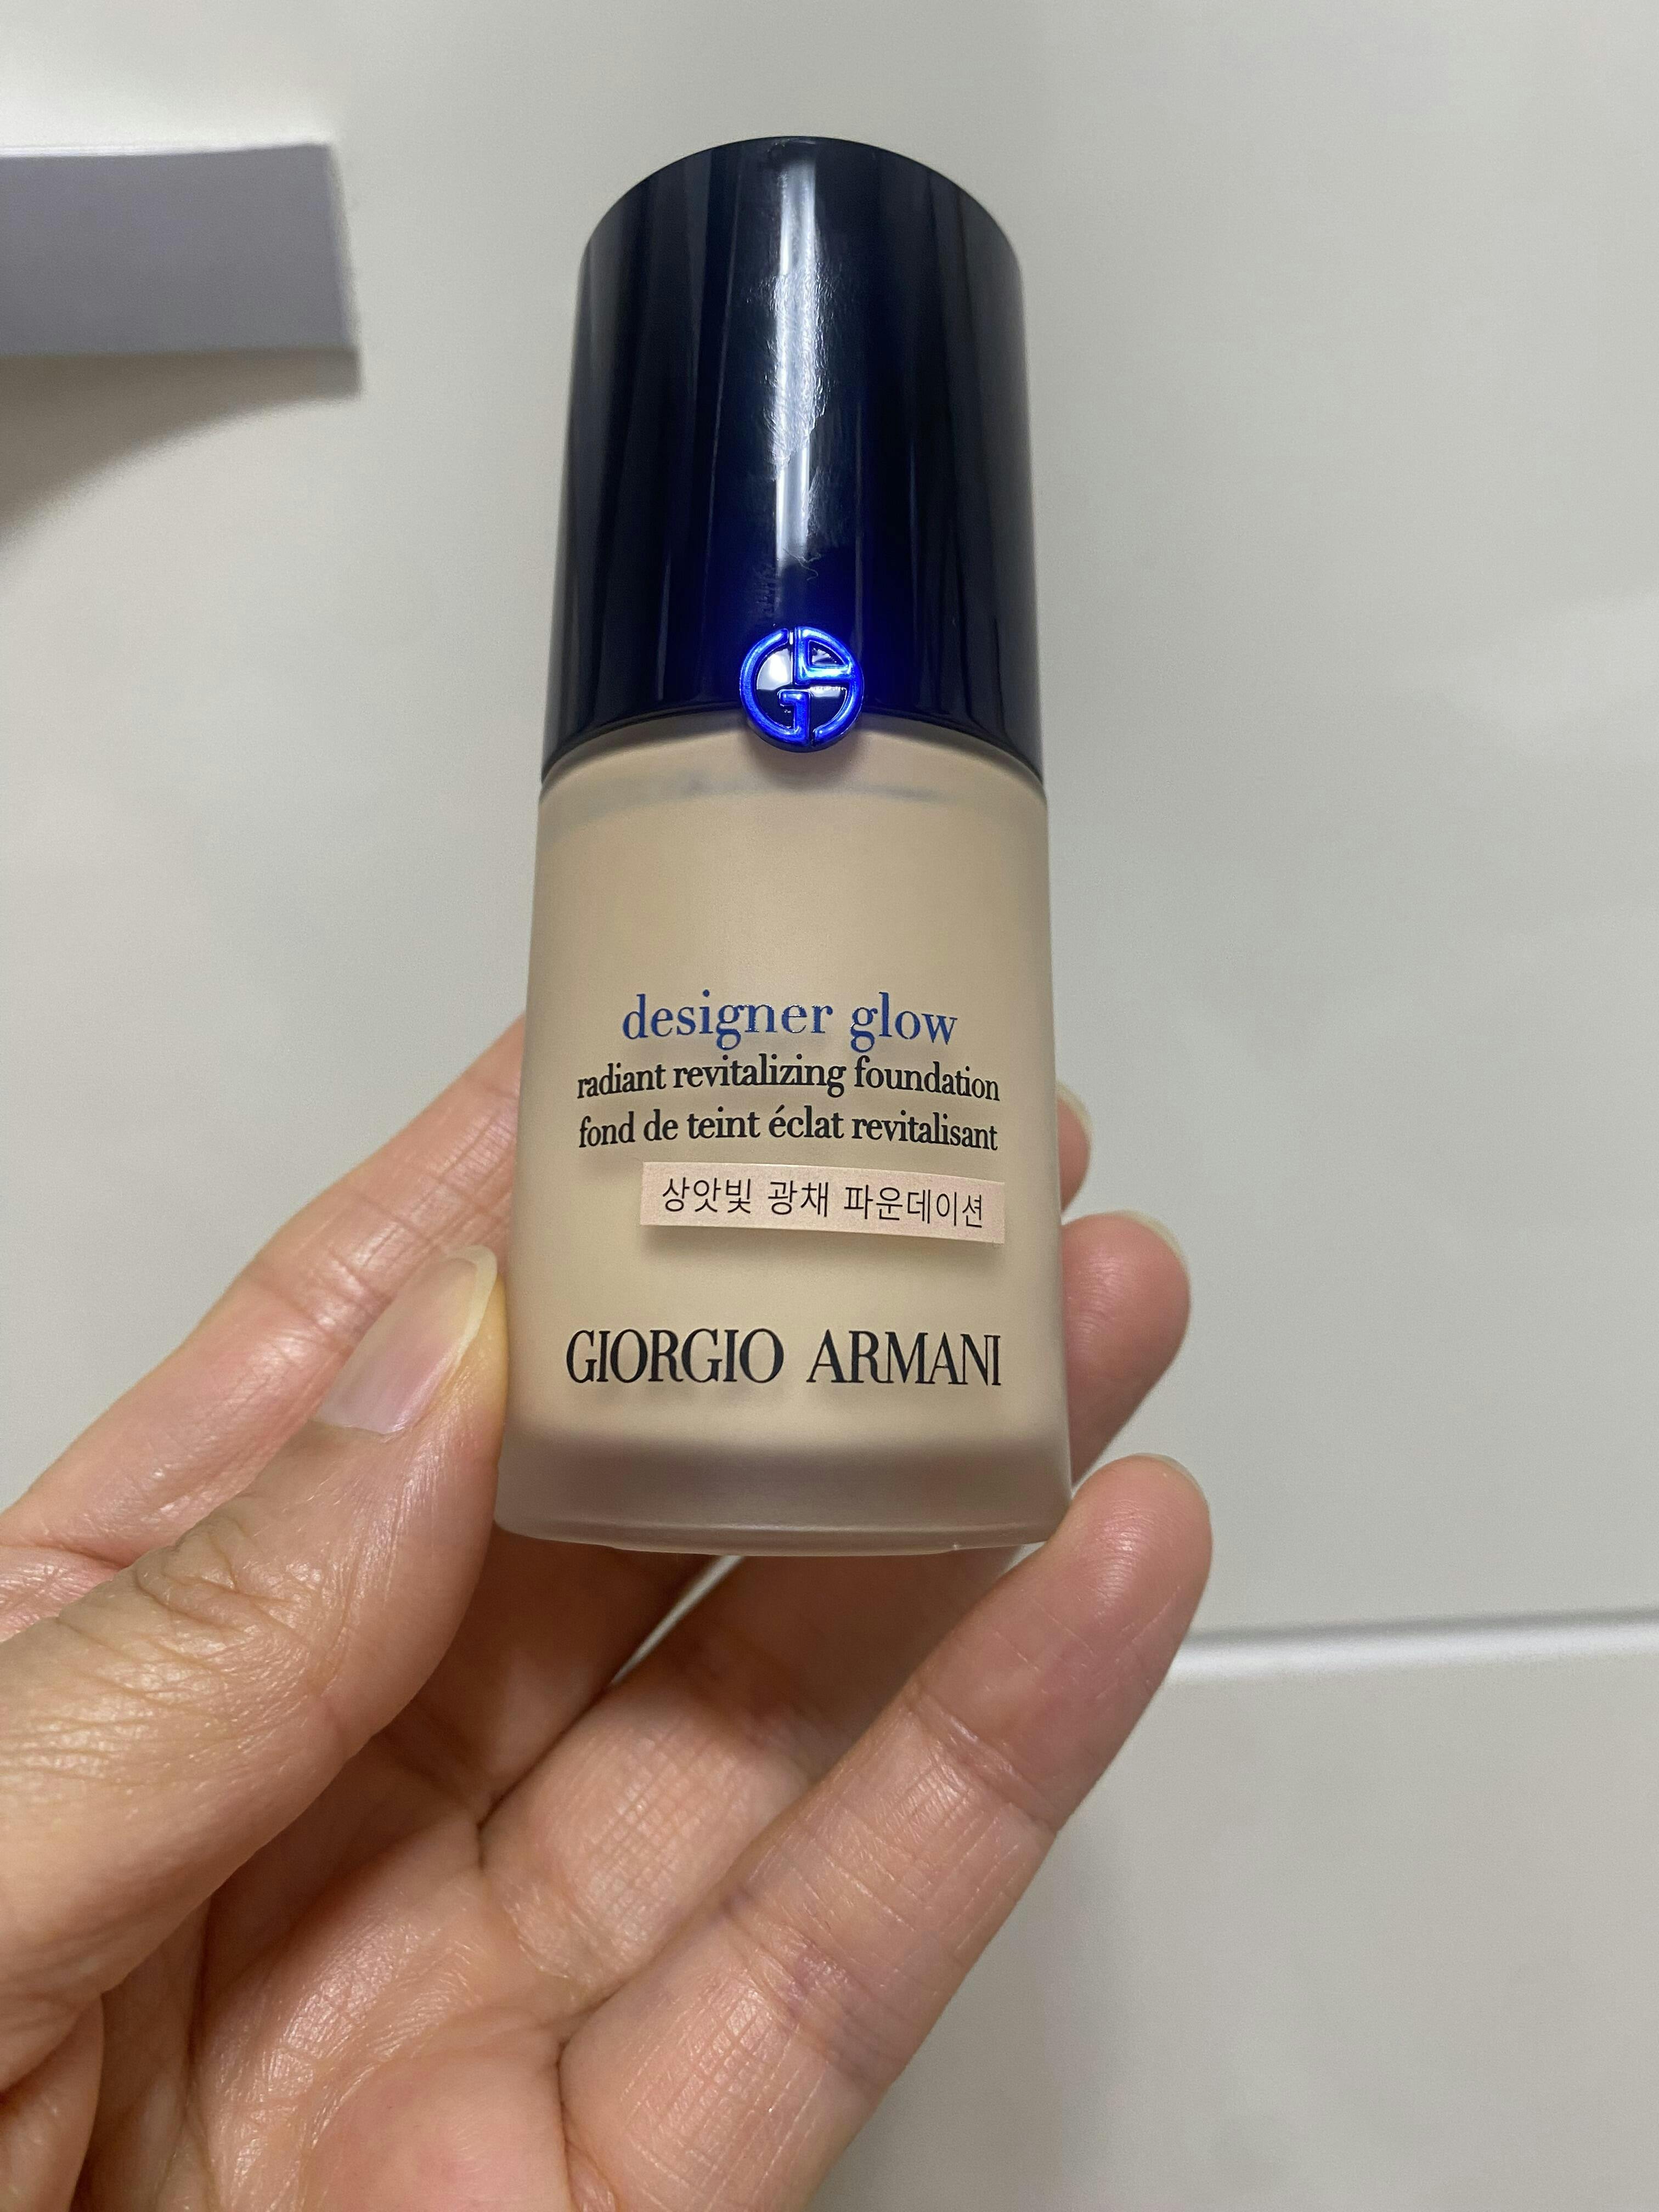 designer glow
radiant revitalizing foundation
fond de teint éclat revitalisant
상앗빛 광채 파운데이션
GIORGIO ARMANI